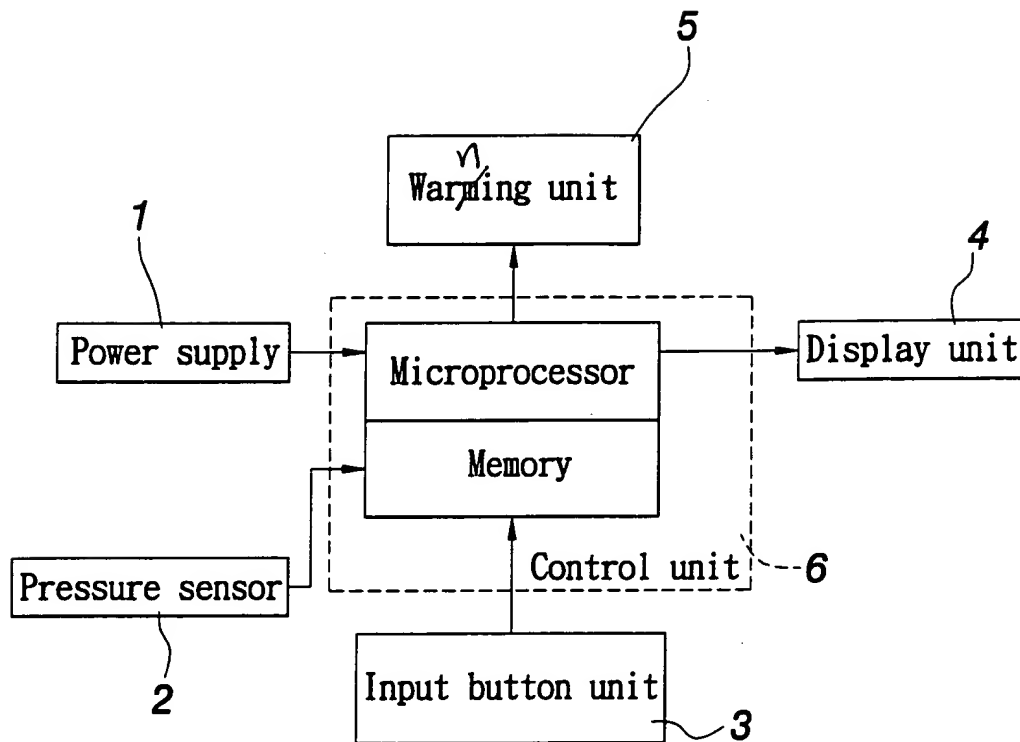 5
n
Warming unit
1
4
Power supply
Microprocessor
Display unit
Memory
Pressure sensor
Control unit
6
2
Input button unit
3